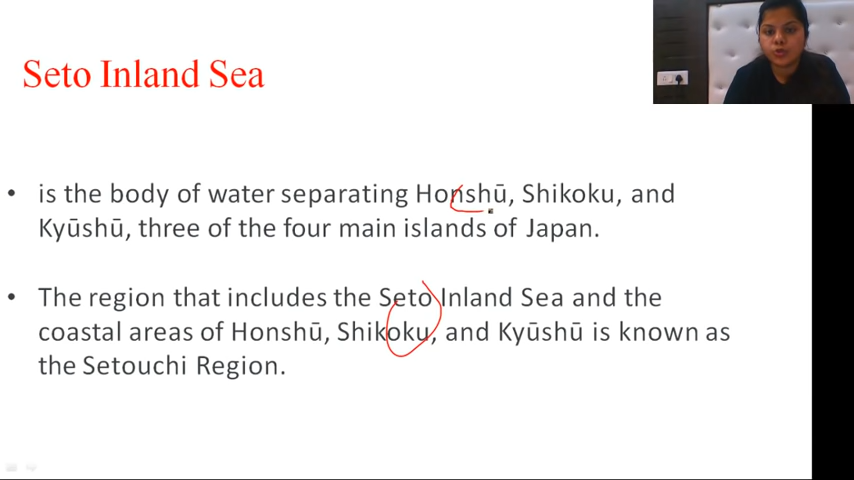 Seto Inland Sea
• is the body of water separating Honshū, Shikoku, and
Kyūshū, three of the four main islands of Japan.
• The region that includes the Seto Inland Sea and the
coastal areas of Honshū, Shikoku, and Kyūshū is known as
the Setouchi Region.